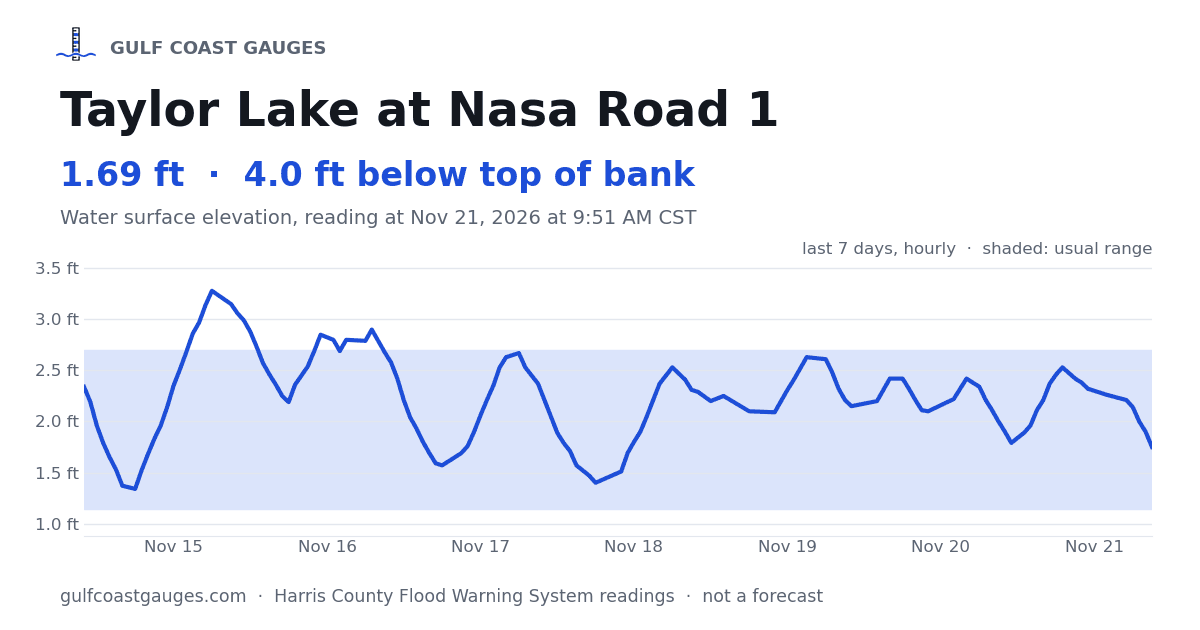 GULF COAST GAUGES
Taylor Lake at Nasa Road 1
1.69 ft · 4.0 ft below top of bank
Water surface elevation, reading at Nov 21, 2026 at 9:51 AM CST
last 7 days, hourly · shaded: usual range
3.5 ft
3.0 ft
2.5 ft
2.0 ft
1.5 ft
1.0 ft
Nov 15 Nov 16 Nov 17 Nov 18 Nov 19 Nov 20 Nov 21
gulfcoastgauges.com · Harris County Flood Warning System readings · not a forecast